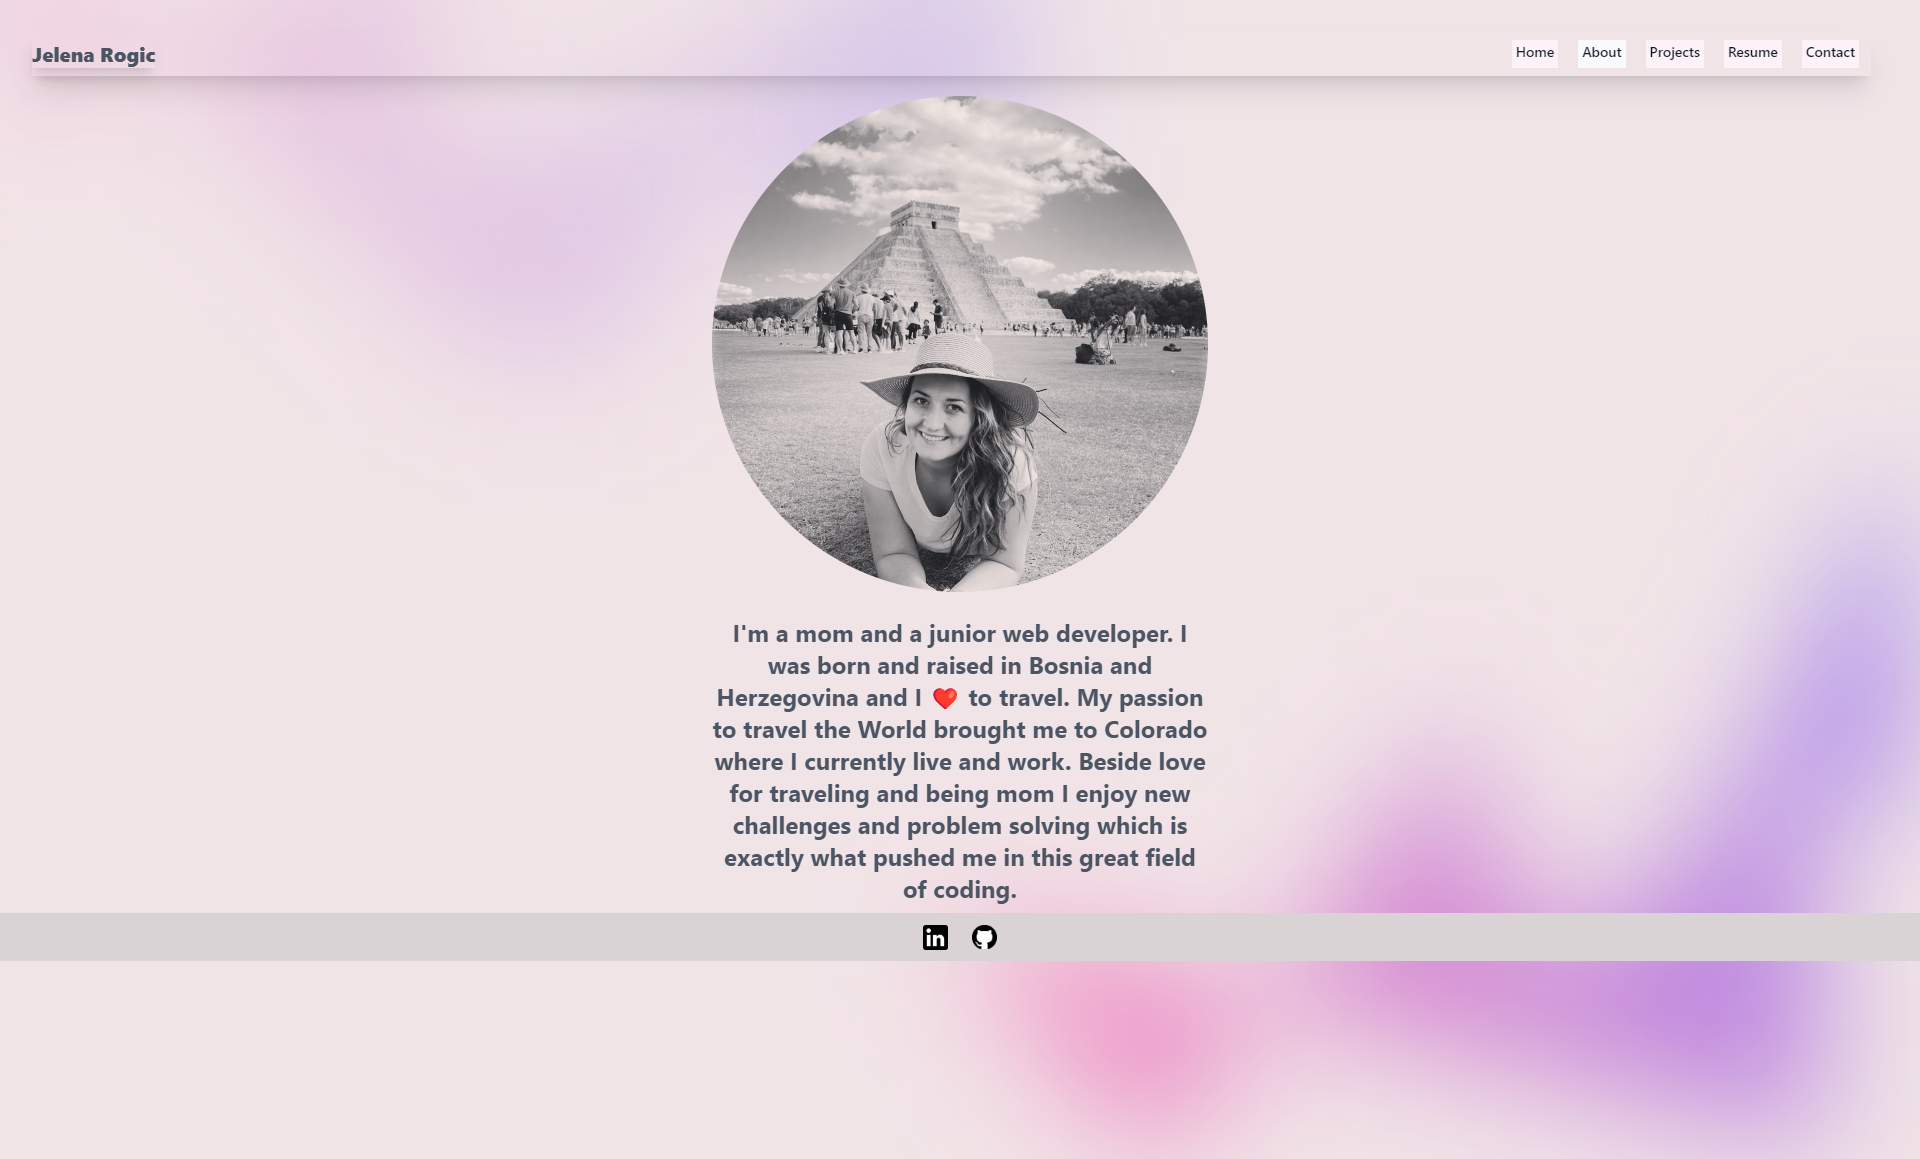 Jelena Rogic
Home About Projects Resume Contact
I'm a mom and a junior web developer. I
was born and raised in Bosnia and
Herzegovina and I ❤️ to travel. My passion
to travel the World brought me to Colorado
where I currently live and work. Beside love
for traveling and being mom I enjoy new
challenges and problem solving which is
exactly what pushed me in this great field
of coding.
in